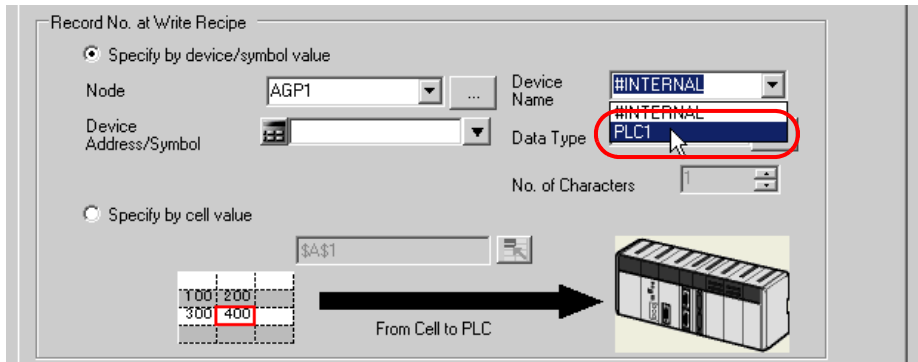 Record No. at Write Recipe
Specify by device/symbol value
Node
AGP1
...
Device
Name
#INTERNAL
#INTERNAL
PLC1
Device
Address/Symbol
Data Type
No. of Characters
1
Specify by cell value
$A$1
100 200
300 400
From Cell to PLC